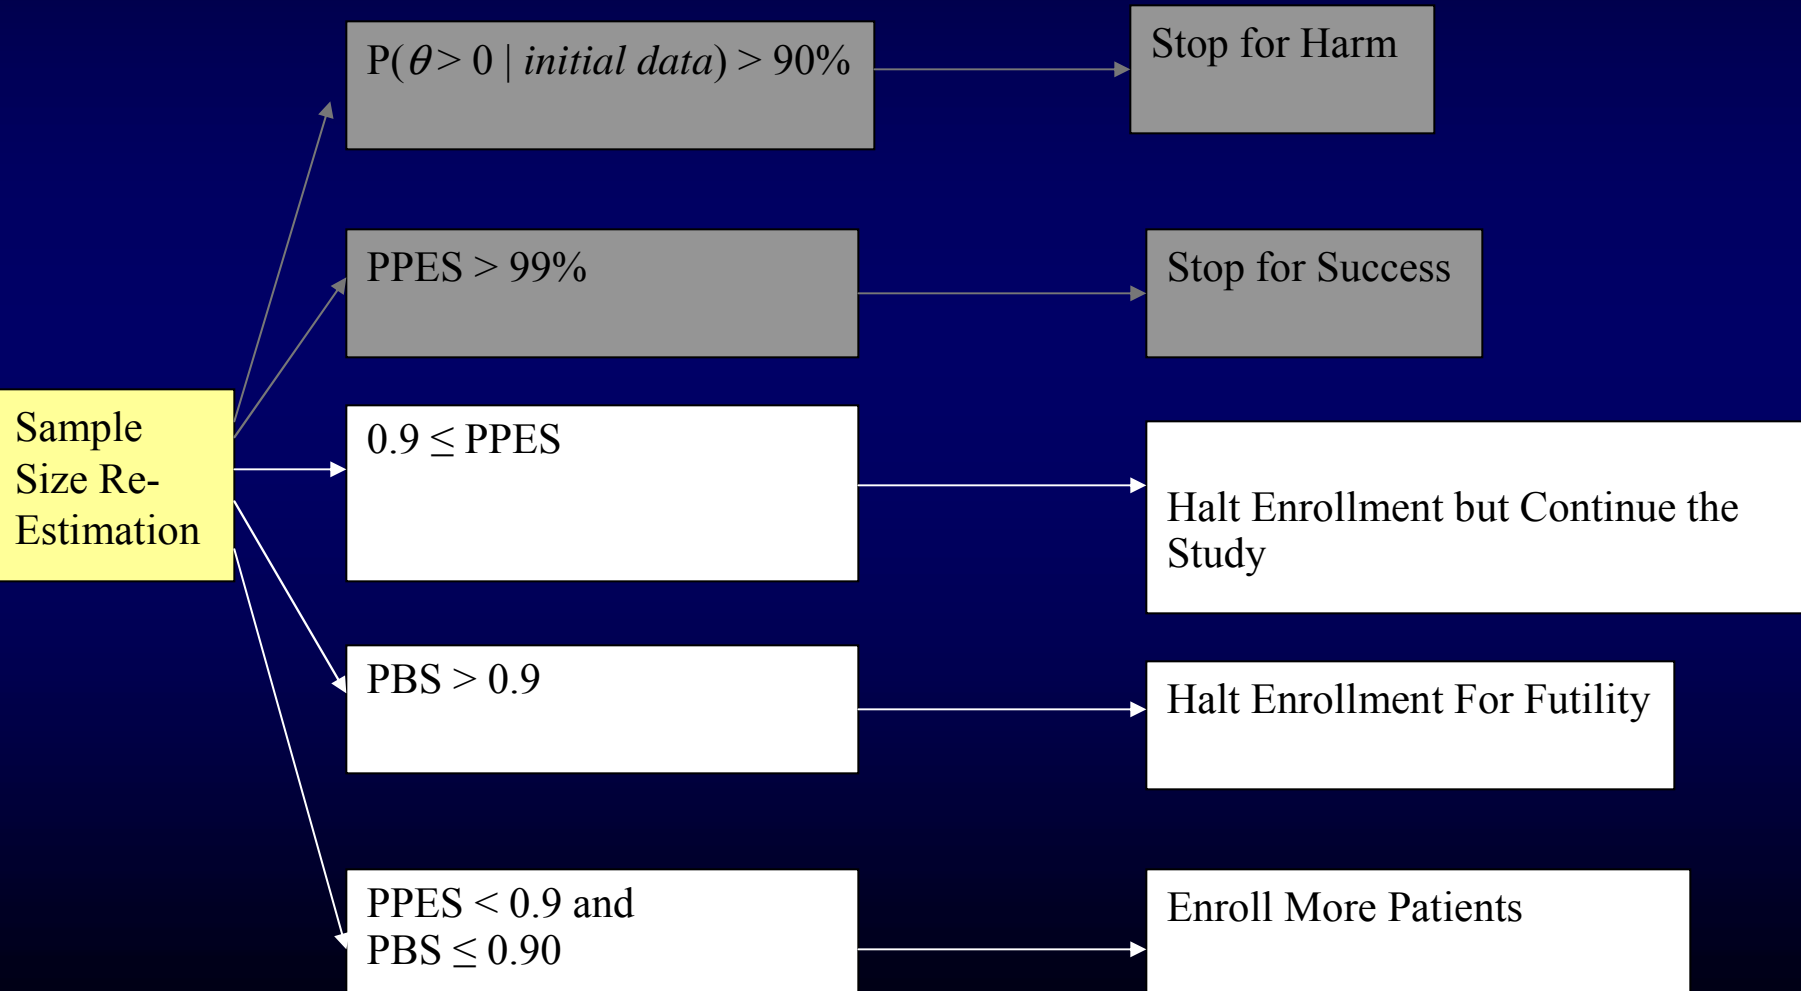 P(θ > 0 | initial data) > 90%
Stop for Harm
PPES > 99%
Stop for Success
Sample
Size Re-
Estimation
0.9 ≤ PPES
Halt Enrollment but Continue the
Study
PBS > 0.9
Halt Enrollment For Futility
PPES < 0.9 and
PBS ≤ 0.90
Enroll More Patients